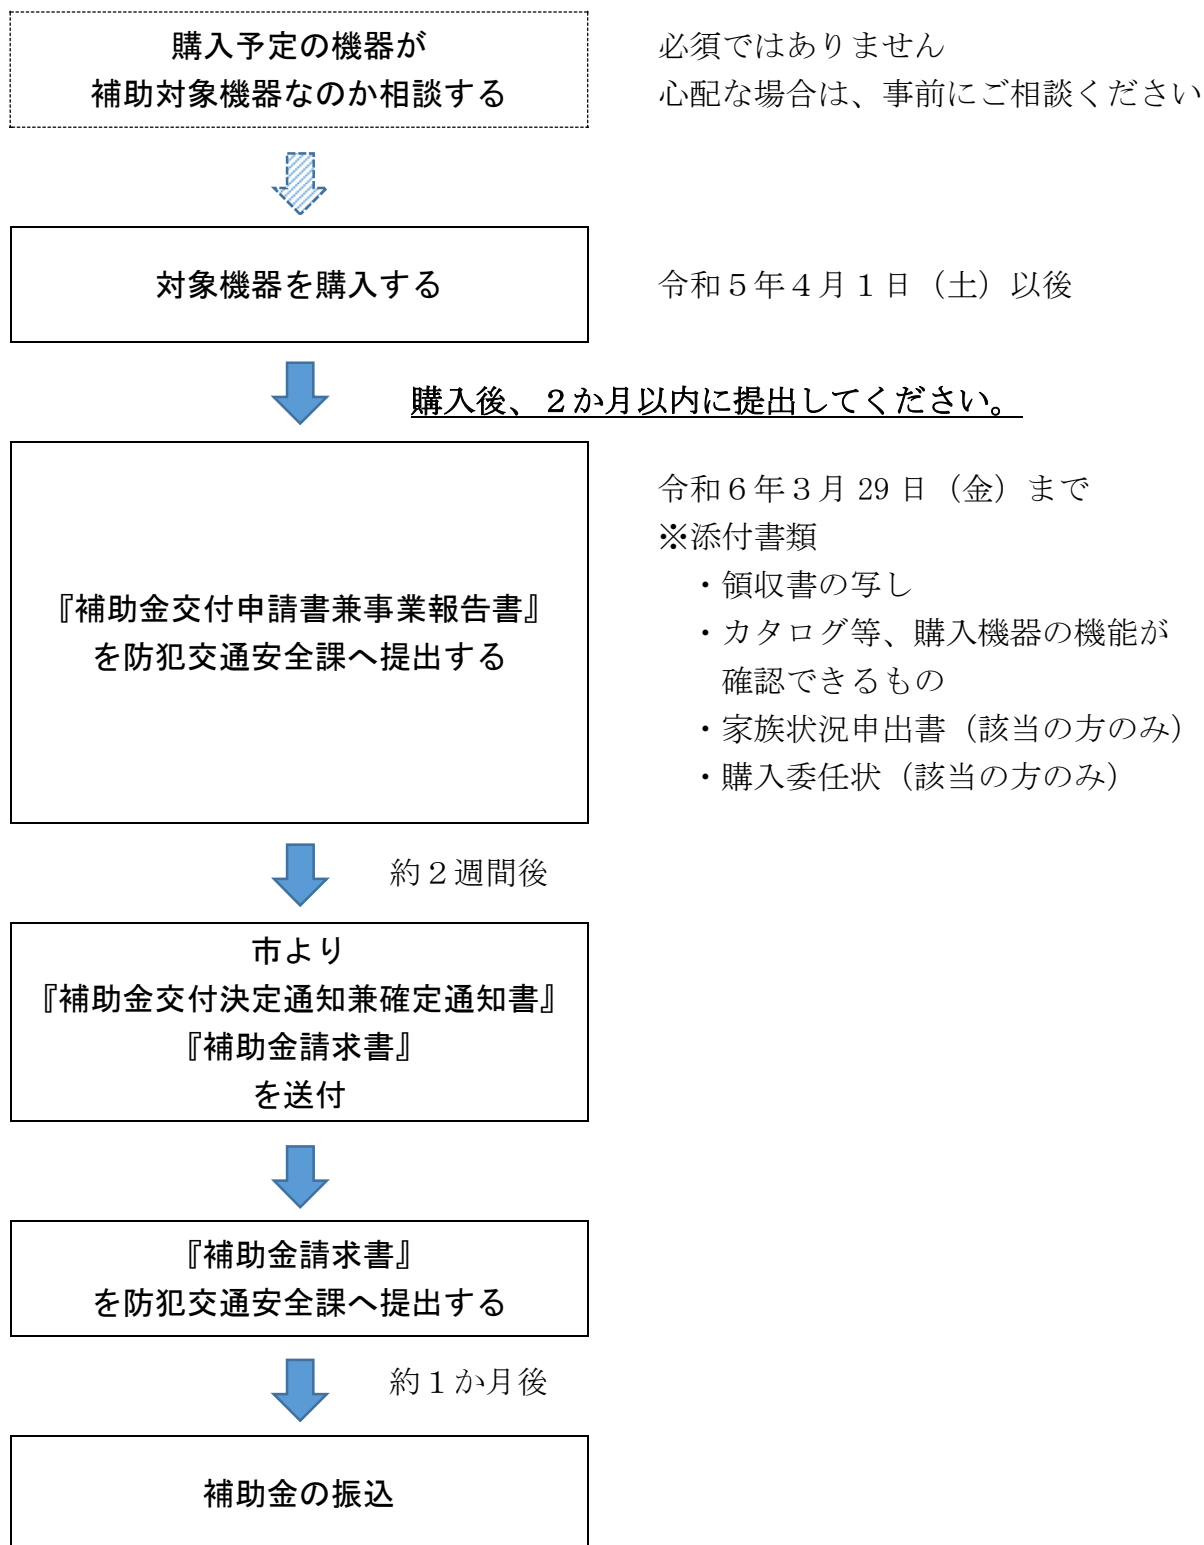 購入予定の機器が
補助対象機器なのか相談する
必須ではありません
心配な場合は、事前にご相談ください
対象機器を購入する
令和５年４月１日（土）以後
購入後、２か月以内に提出してください。
『補助金交付申請書兼事業報告書』
を防犯交通安全課へ提出する
令和６年３月 29 日（金）まで
※添付書類
・領収書の写し
・カタログ等、購入機器の機能が
確認できるもの
・家族状況申出書（該当の方のみ）
・購入委任状（該当の方のみ）
約２週間後
市より
『補助金交付決定通知兼確定通知書』
『補助金請求書』
を送付
『補助金請求書』
を防犯交通安全課へ提出する
約１か月後
補助金の振込